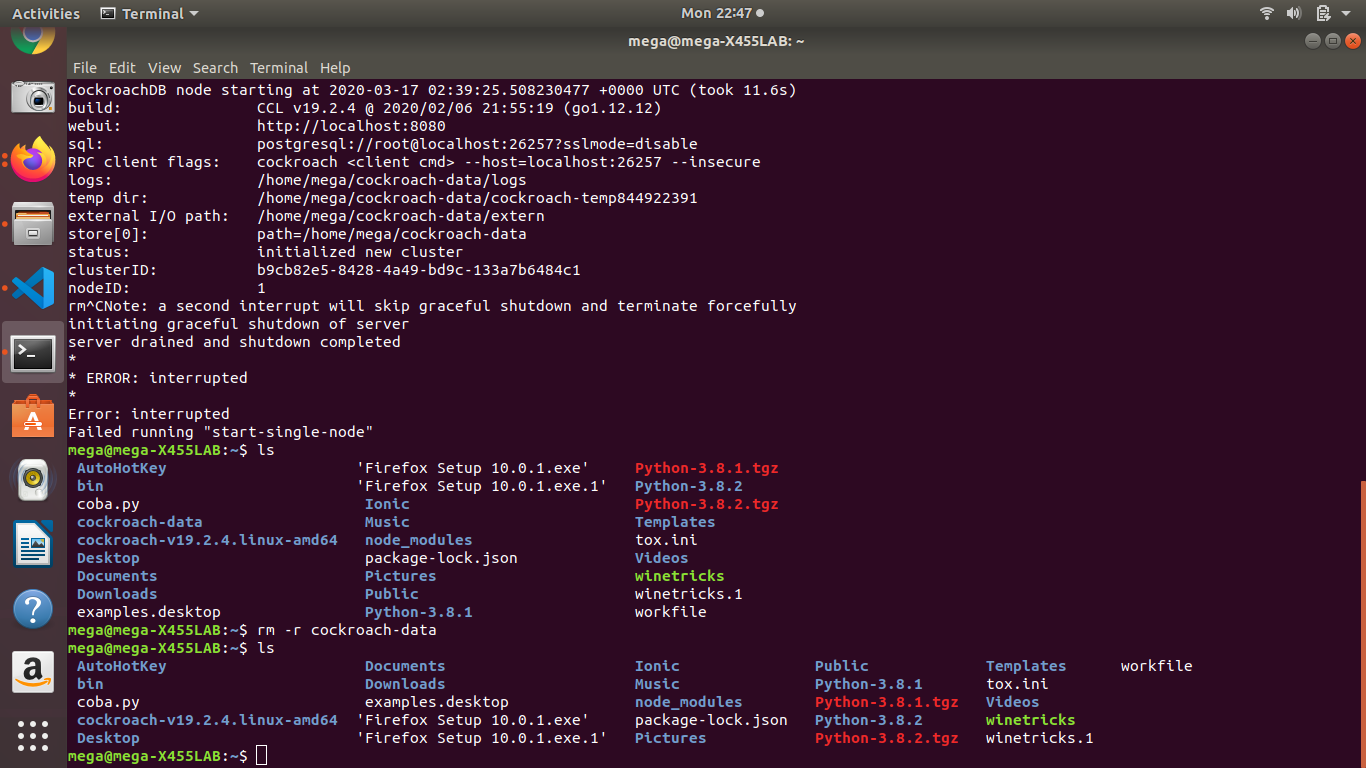 Activities Terminal Mon 22:47
mega@mega-X455LAB: ~
File Edit View Search Terminal Help
CockroachDB node starting at 2020-03-17 02:39:25.508230477 +0000 UTC (took 11.6s)
build: CCL v19.2.4 @ 2020/02/06 21:55:19 (go1.12.12)
webui: http://localhost:8080
sql: postgresql://root@localhost:26257?sslmode=disable
RPC client flags: cockroach <client cmd> --host=localhost:26257 --insecure
logs: /home/mega/cockroach-data/logs
temp dir: /home/mega/cockroach-data/cockroach-temp844922391
external I/O path: /home/mega/cockroach-data/extern
store[0]: path=/home/mega/cockroach-data
status: initialized new cluster
clusterID: b9cb82e5-8428-4a49-bd9c-133a7b6484c1
nodeID: 1
rm^CNote: a second interrupt will skip graceful shutdown and terminate forcefully
initiating graceful shutdown of server
server drained and shutdown completed
*
* ERROR: interrupted
*
Error: interrupted
Failed running "start-single-node"
mega@mega-X455LAB:~$ ls
AutoHotKey 'Firefox Setup 10.0.1.exe' Python-3.8.1.tgz
bin 'Firefox Setup 10.0.1.exe.1' Python-3.8.2
coba.py Ionic Python-3.8.2.tgz
cockroach-data Music Templates
cockroach-v19.2.4.linux-amd64 node_modules tox.ini
Desktop package-lock.json Videos
Documents Pictures winetricks
Downloads Public winetricks.1
examples.desktop Python-3.8.1 workfile
mega@mega-X455LAB:~$ rm -r cockroach-data
mega@mega-X455LAB:~$ ls
AutoHotKey Documents Ionic Public Templates workfile
bin Downloads Music Python-3.8.1 tox.ini
coba.py examples.desktop node_modules Python-3.8.1.tgz Videos
cockroach-v19.2.4.linux-amd64 'Firefox Setup 10.0.1.exe' package-lock.json Python-3.8.2 winetricks
Desktop 'Firefox Setup 10.0.1.exe.1' Pictures Python-3.8.2.tgz winetricks.1
mega@mega-X455LAB:~$